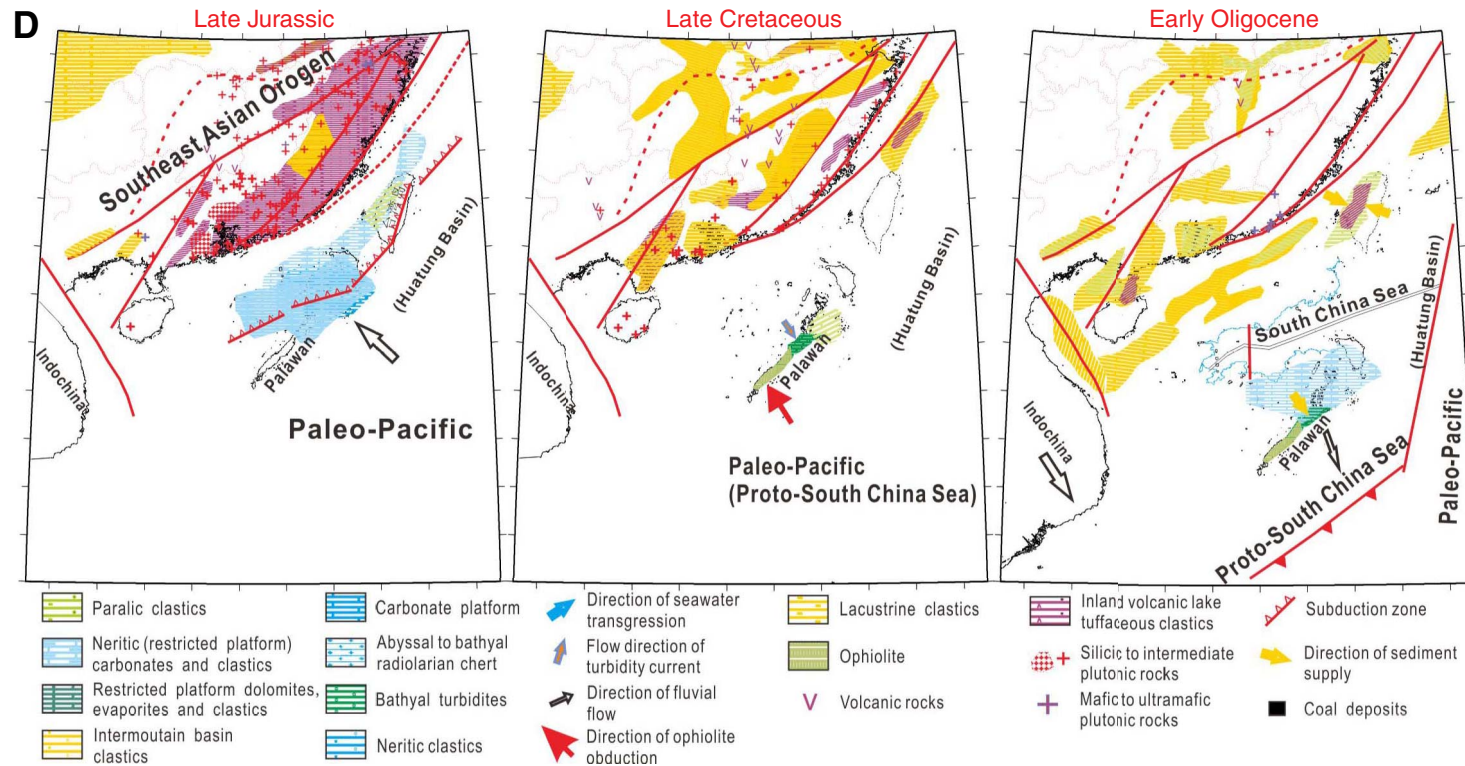 D
Late Jurassic
Late Cretaceous
Early Oligocene
Southeast Asian Orogen
(Huatung Basin)
Indochina
Palawan
Paleo-Pacific
(Huatung Basin)
Indochina
Palawan
Paleo-Pacific
(Proto-South China Sea)
South China Sea
(Huatung Basin)
Indochina
Palawan
Proto-South China Sea
Paleo-Pacific
Paralic clastics
Neritic (restricted platform)
carbonates and clastics
Restricted platform dolomites,
evaporites and clastics
Intermoutain basin
clastics
Carbonate platform
Abyssal to bathyal
radiolarian chert
Bathyal turbidites
Neritic clastics
Direction of seawater
transgression
Flow direction of
turbidity current
Direction of fluvial
flow
Direction of ophiolite
obduction
Lacustrine clastics
Ophiolite
V Volcanic rocks
Inland volcanic lake
tuffaceous clastics
Silicic to intermediate
plutonic rocks
Mafic to ultramafic
plutonic rocks
Subduction zone
Direction of sediment
supply
Coal deposits